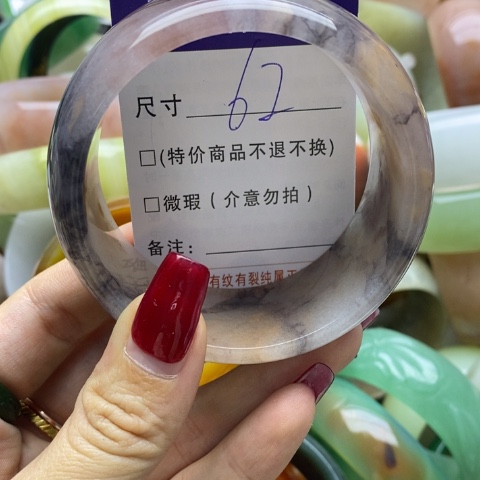 尺寸 62
□(特价商品不退不换)
□微瑕(介意勿拍)
备注:
有纹有裂纯属